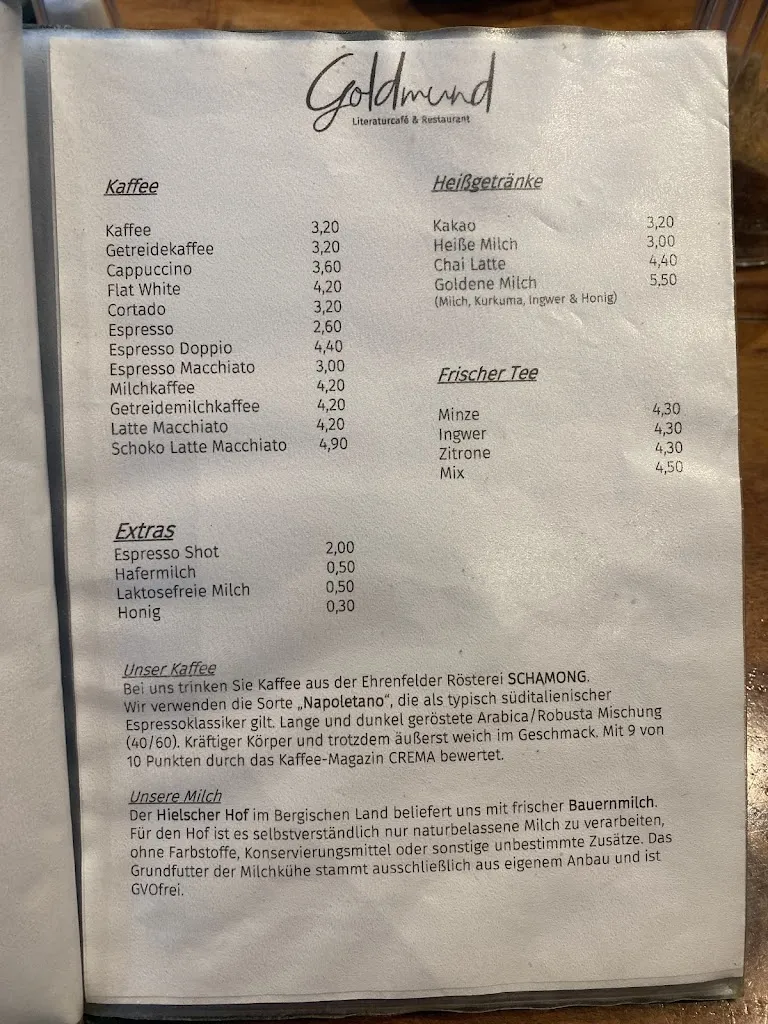 Goldmund
Literaturcafé & Restaurant
Kaffee
Kaffee 3,20
Getreidekaffee 3,20
Cappuccino 3,60
Flat White 4,20
Cortado 3,20
Espresso 2,60
Espresso Doppio 4,40
Espresso Macchiato 3,00
Milchkaffee 4,20
Getreidemilchkaffee 4,20
Latte Macchiato 4,20
Schoko Latte Macchiato 4,90
Heißgetränke
Kakao 3,20
Heiße Milch 3,00
Chai Latte 4,40
Goldene Milch 5,50
(Milch, Kurkuma, Ingwer & Honig)
Frischer Tee
Minze 4,30
Ingwer 4,30
Zitrone 4,30
Mix 4,50
Extras
Espresso Shot 2,00
Hafermilch 0,50
Laktosefreie Milch 0,50
Honig 0,30
Unser Kaffee
Bei uns trinken Sie Kaffee aus der Ehrenfelder Rösterei SCHAMONG.
Wir verwenden die Sorte „Napoletano“, die als typisch süditalienischer
Espressoklassiker gilt. Lange und dunkel geröstete Arabica/Robusta Mischung
(40/60). Kräftiger Körper und trotzdem äußerst weich im Geschmack. Mit 9 von
10 Punkten durch das Kaffee-Magazin CREMA bewertet.
Unsere Milch
Der Hielscher Hof im Bergischen Land beliefert uns mit frischer Bauernmilch.
Für den Hof ist es selbstverständlich nur naturbelassene Milch zu verarbeiten,
ohne Farbstoffe, Konservierungsmittel oder sonstige unbestimmte Zusätze. Das
Grundfutter der Milchkühe stammt ausschließlich aus eigenem Anbau und ist
GVOfrei.